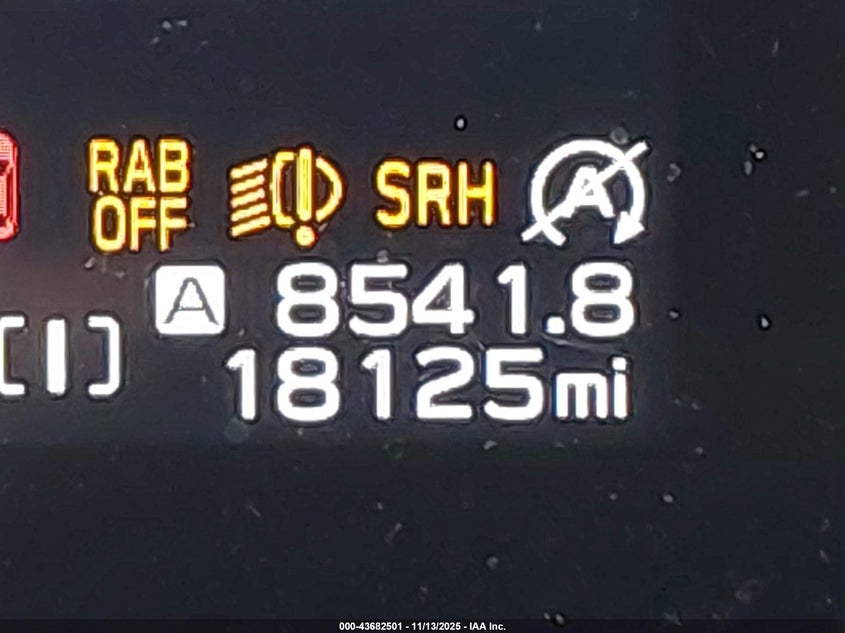 RAB
OFF
SRH
A
A 8541.8
18125mi
000-43682501 - 11/13/2025 - IAA Inc.